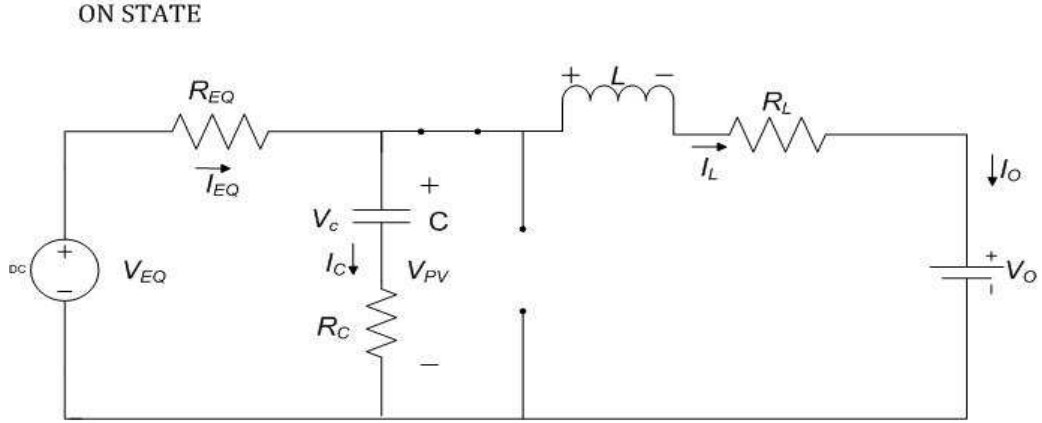 ON STATE
+ L −
R_EQ
R_L
I_EQ
I_L
I_O
+
V_c
C
DC
+
−
V_EQ
I_C
V_PV
+
V_O
−
R_C
−